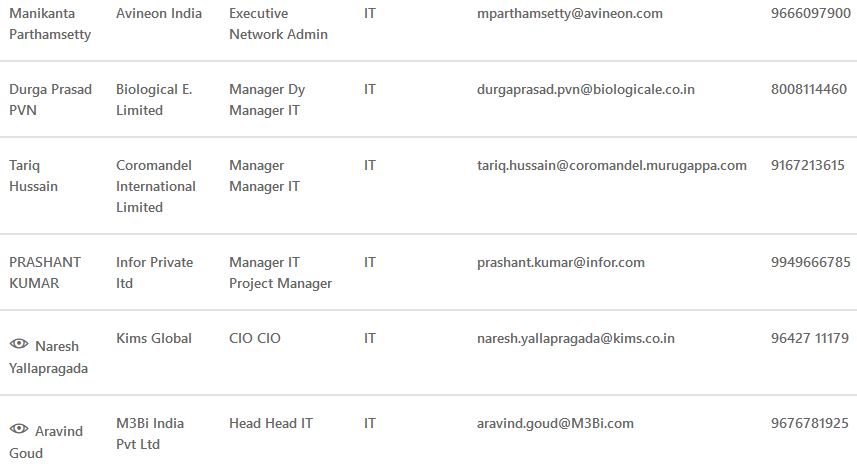 Manikanta Avineon India Executive IT mparthamsetty@avineon.com 9666097900
Parthamsetty Network Admin
Durga Prasad Biological E. Manager Dy IT durgaprasad.pvn@biologicale.co.in 8008114460
PVN Limited Manager IT
Tariq Coromandel Manager IT tariq.hussain@coromandel.murugappa.com 9167213615
Hussain International Manager IT
Limited
PRASHANT Infor Private Manager IT IT prashant.kumar@infor.com 9949666785
KUMAR ltd Project Manager
Kims Global CIO CIO IT naresh.yallapragada@kims.co.in 96427 11179
Naresh
Yallapragada
M3Bi India Head Head IT IT aravind.goud@M3Bi.com 9676781925
Aravind
Pvt Ltd
Goud